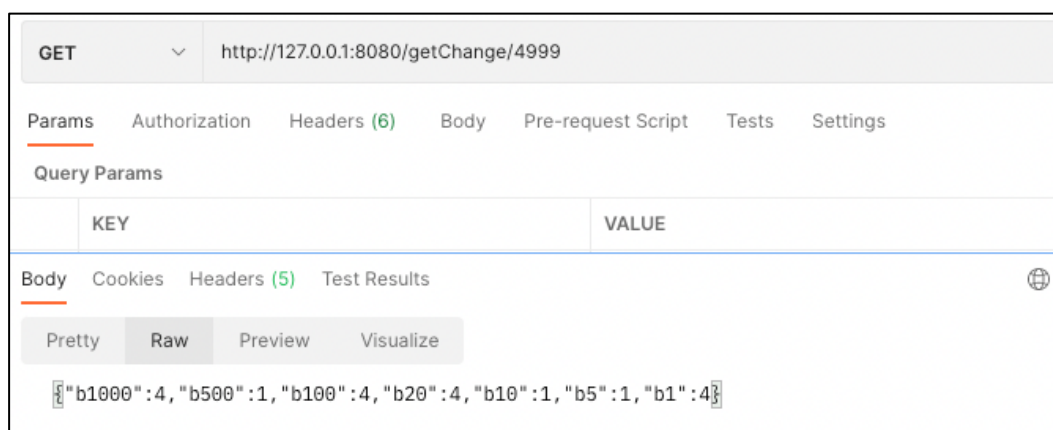 GET http://127.0.0.1:8080/getChange/4999
Params Authorization Headers (6) Body Pre-request Script Tests Settings
Query Params
KEY VALUE
Body Cookies Headers (5) Test Results
Pretty Raw Preview Visualize
{"b1000":4,"b500":1,"b100":4,"b20":4,"b10":1,"b5":1,"b1":4}